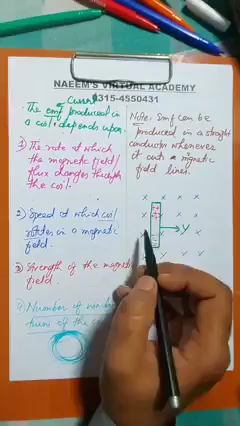 NAEEM'S VIRTUAL ACADEMY
0315-4550431
Current
The emf produced in
a coil depends upon.
1) The rate at which
the magnetic field/
flux changes through
the coil.
2) Speed at which coil
rotates in a magnetic
field.
3) Strength of the magnetic
field.
4) Number of
turns of the
Note:- Emf can be
produced in a straight
conductor whenever
it cuts magnetic
field lines.
x x x x
x x x
V
x